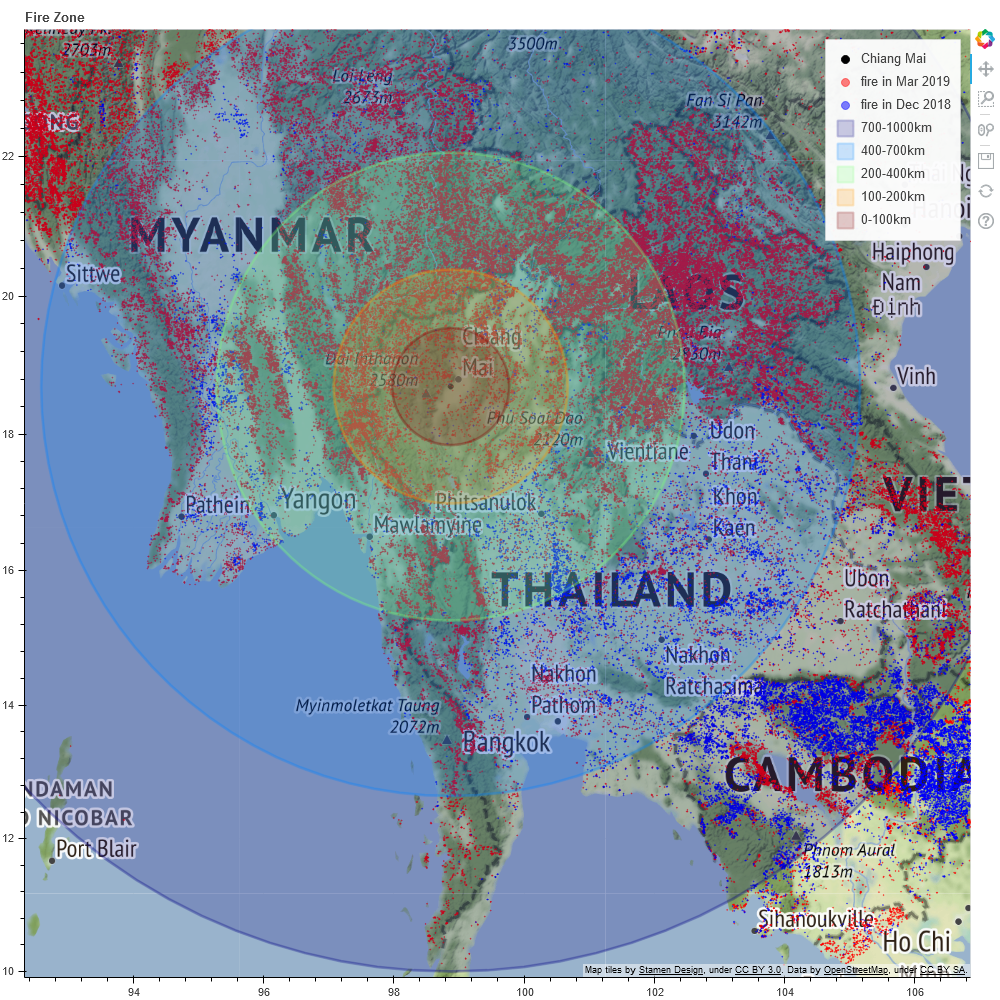 Fire Zone
2703m
3500m
Loi Leng
2673m
Fan Si Pan
3142m
Chiang Mai
fire in Mar 2019
fire in Dec 2018
700-1000km
400-700km
200-400km
100-200km
0-100km
NG
MYANMAR
Hanoi
Haiphong
Nam
Định
Sittwe
LAOS
Chiang
Mai
Doi Inthanon
2580m
Phu Bia
2830m
Vinh
Phu Soai Dao
2120m
Vientiane
Udon
Thani
Khon
Kaen
VIET
Pathein
Yangon
Phitsanulok
Mawlamyine
THAILAND
Ubon
Ratchathani
Nakhon
Ratchasima
Nakhon
Pathom
Myinmoletkat Taung
2072m
Bangkok
CAMBODIA
NDAMAN
D NICOBAR
Port Blair
Phnom Aural
1813m
Sihanoukville
Ho Chi
Minh
Map tiles by Stamen Design, under CC BY 3.0. Data by OpenStreetMap, under CC BY SA.
22
20
18
16
14
12
10
94
96
98
100
102
104
106